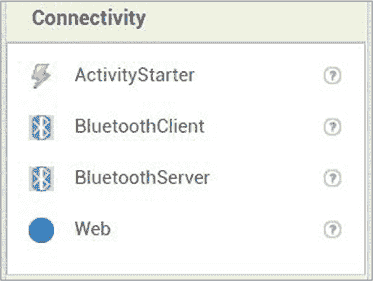 Connectivity
ActivityStarter ?
BluetoothClient ?
BluetoothServer ?
Web ?